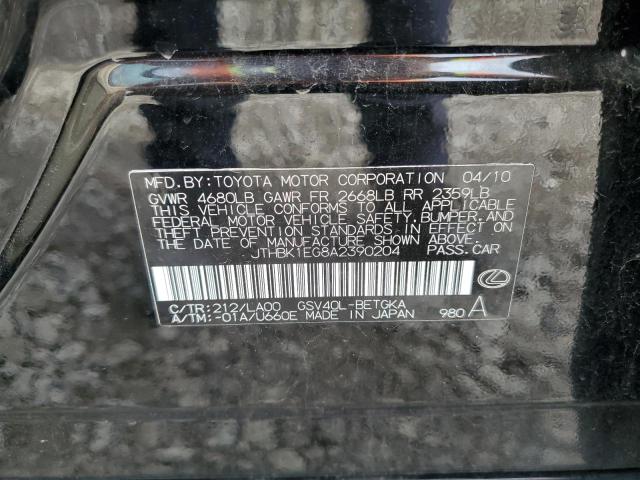 MFD.BY:TOYOTA MOTOR CORPORATION 04/10
GVWR 4680LB GAWR FR 2668LB RR 2359LB
THIS VEHICLE CONFORMS TO ALL APPLICABLE
FEDERAL MOTOR VEHICLE SAFETY,BUMPER,AND
THEFT PREVENTION STANDARDS IN EFFECT ON
THE DATE OF MANUFACTURE SHOWN ABOVE.
JTHBK1EG8A2390204 PASS.CAR
C/TR:212/LA00 GSV40L-BETGKA
A/TM:-01A/U660E MADE IN JAPAN 980 A